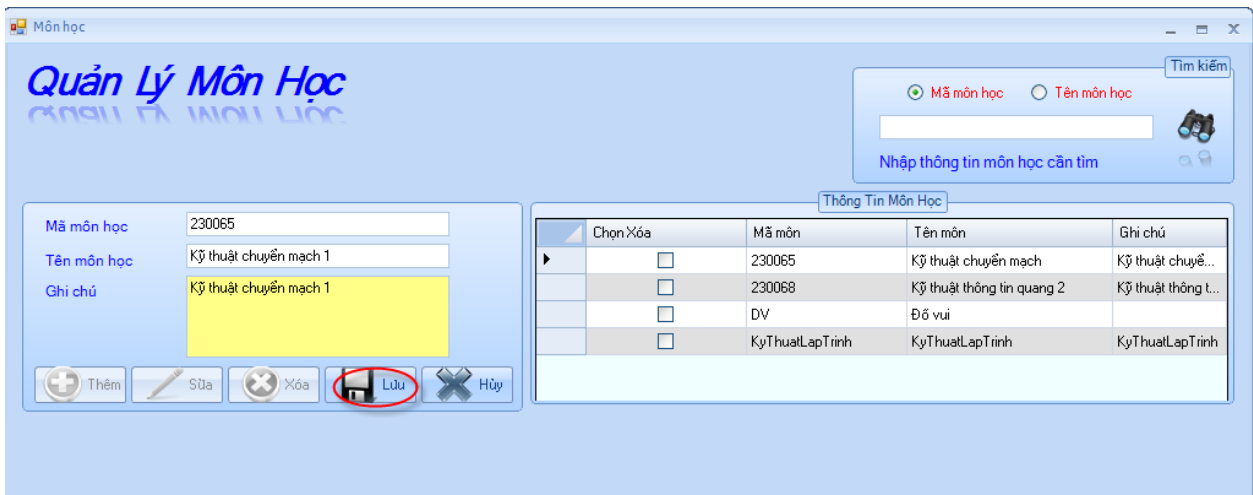 Môn học
Quản Lý Môn Học
Tìm kiếm
Mã môn học Tên môn học
Nhập thông tin môn học cần tìm
Mã môn học 230065
Tên môn học Kỹ thuật chuyển mạch 1
Ghi chú Kỹ thuật chuyển mạch 1
Thêm Sửa Xóa Lưu Hủy
Thông Tin Môn Học
Chọn Xóa Mã môn Tên môn Ghi chú
230065 Kỹ thuật chuyển mạch Kỹ thuật chuyể...
230068 Kỹ thuật thông tin quang 2 Kỹ thuật thông t...
DV Đố vui
KyThuatLapTrinh KyThuatLapTrinh KyThuatLapTrinh